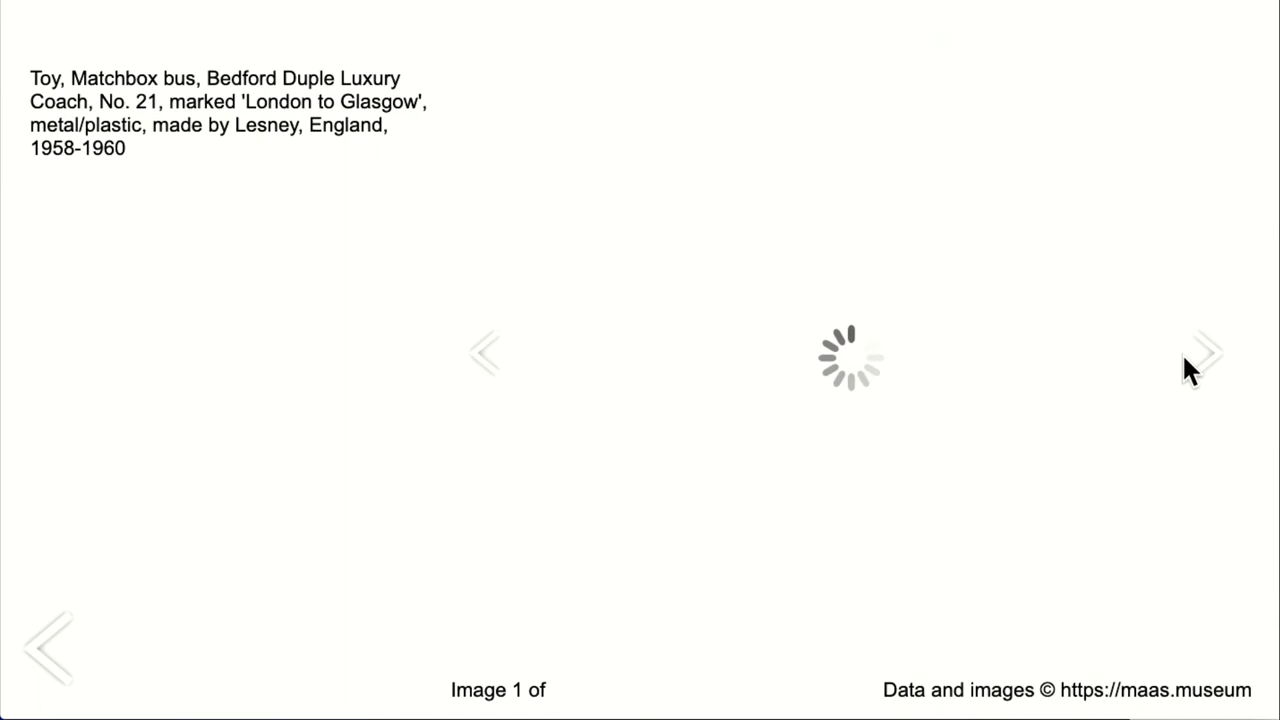 Toy, Matchbox bus, Bedford Duple Luxury
Coach, No. 21, marked 'London to Glasgow',
metal/plastic, made by Lesney, England,
1958-1960
Image 1 of
Data and images © https://maas.museum